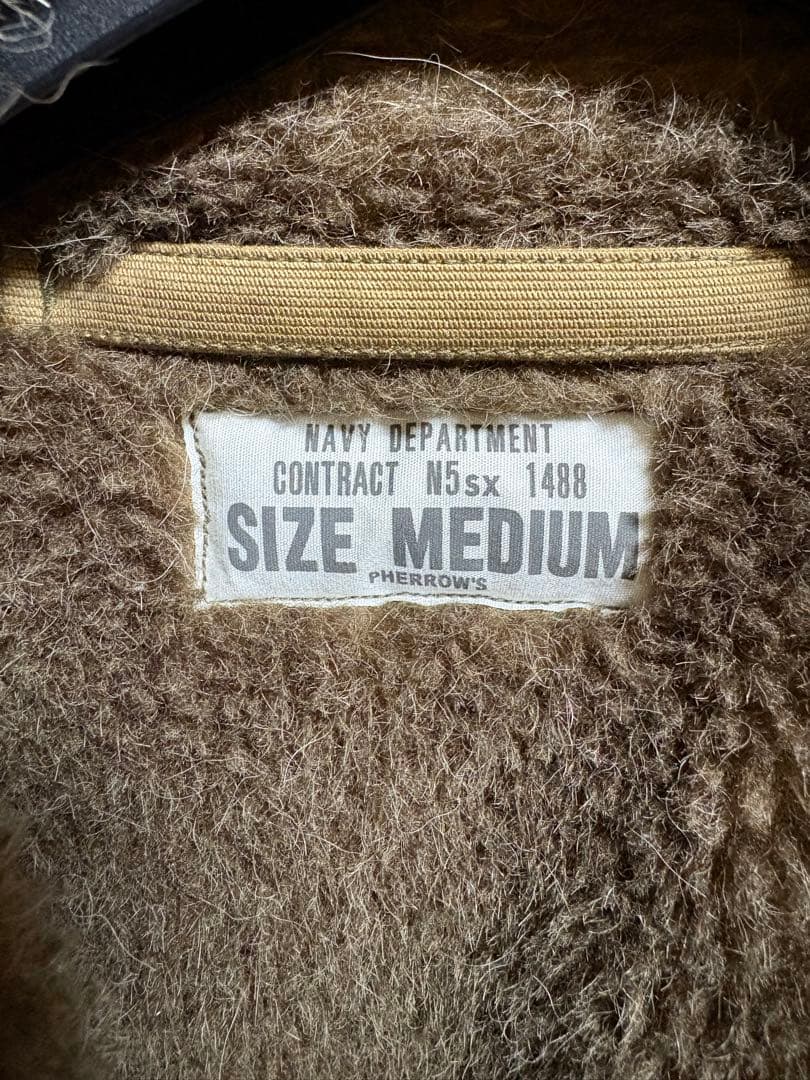 NAVY DEPARTMENT
CONTRACT N5sx 1488
SIZE MEDIUM
PHERROW'S